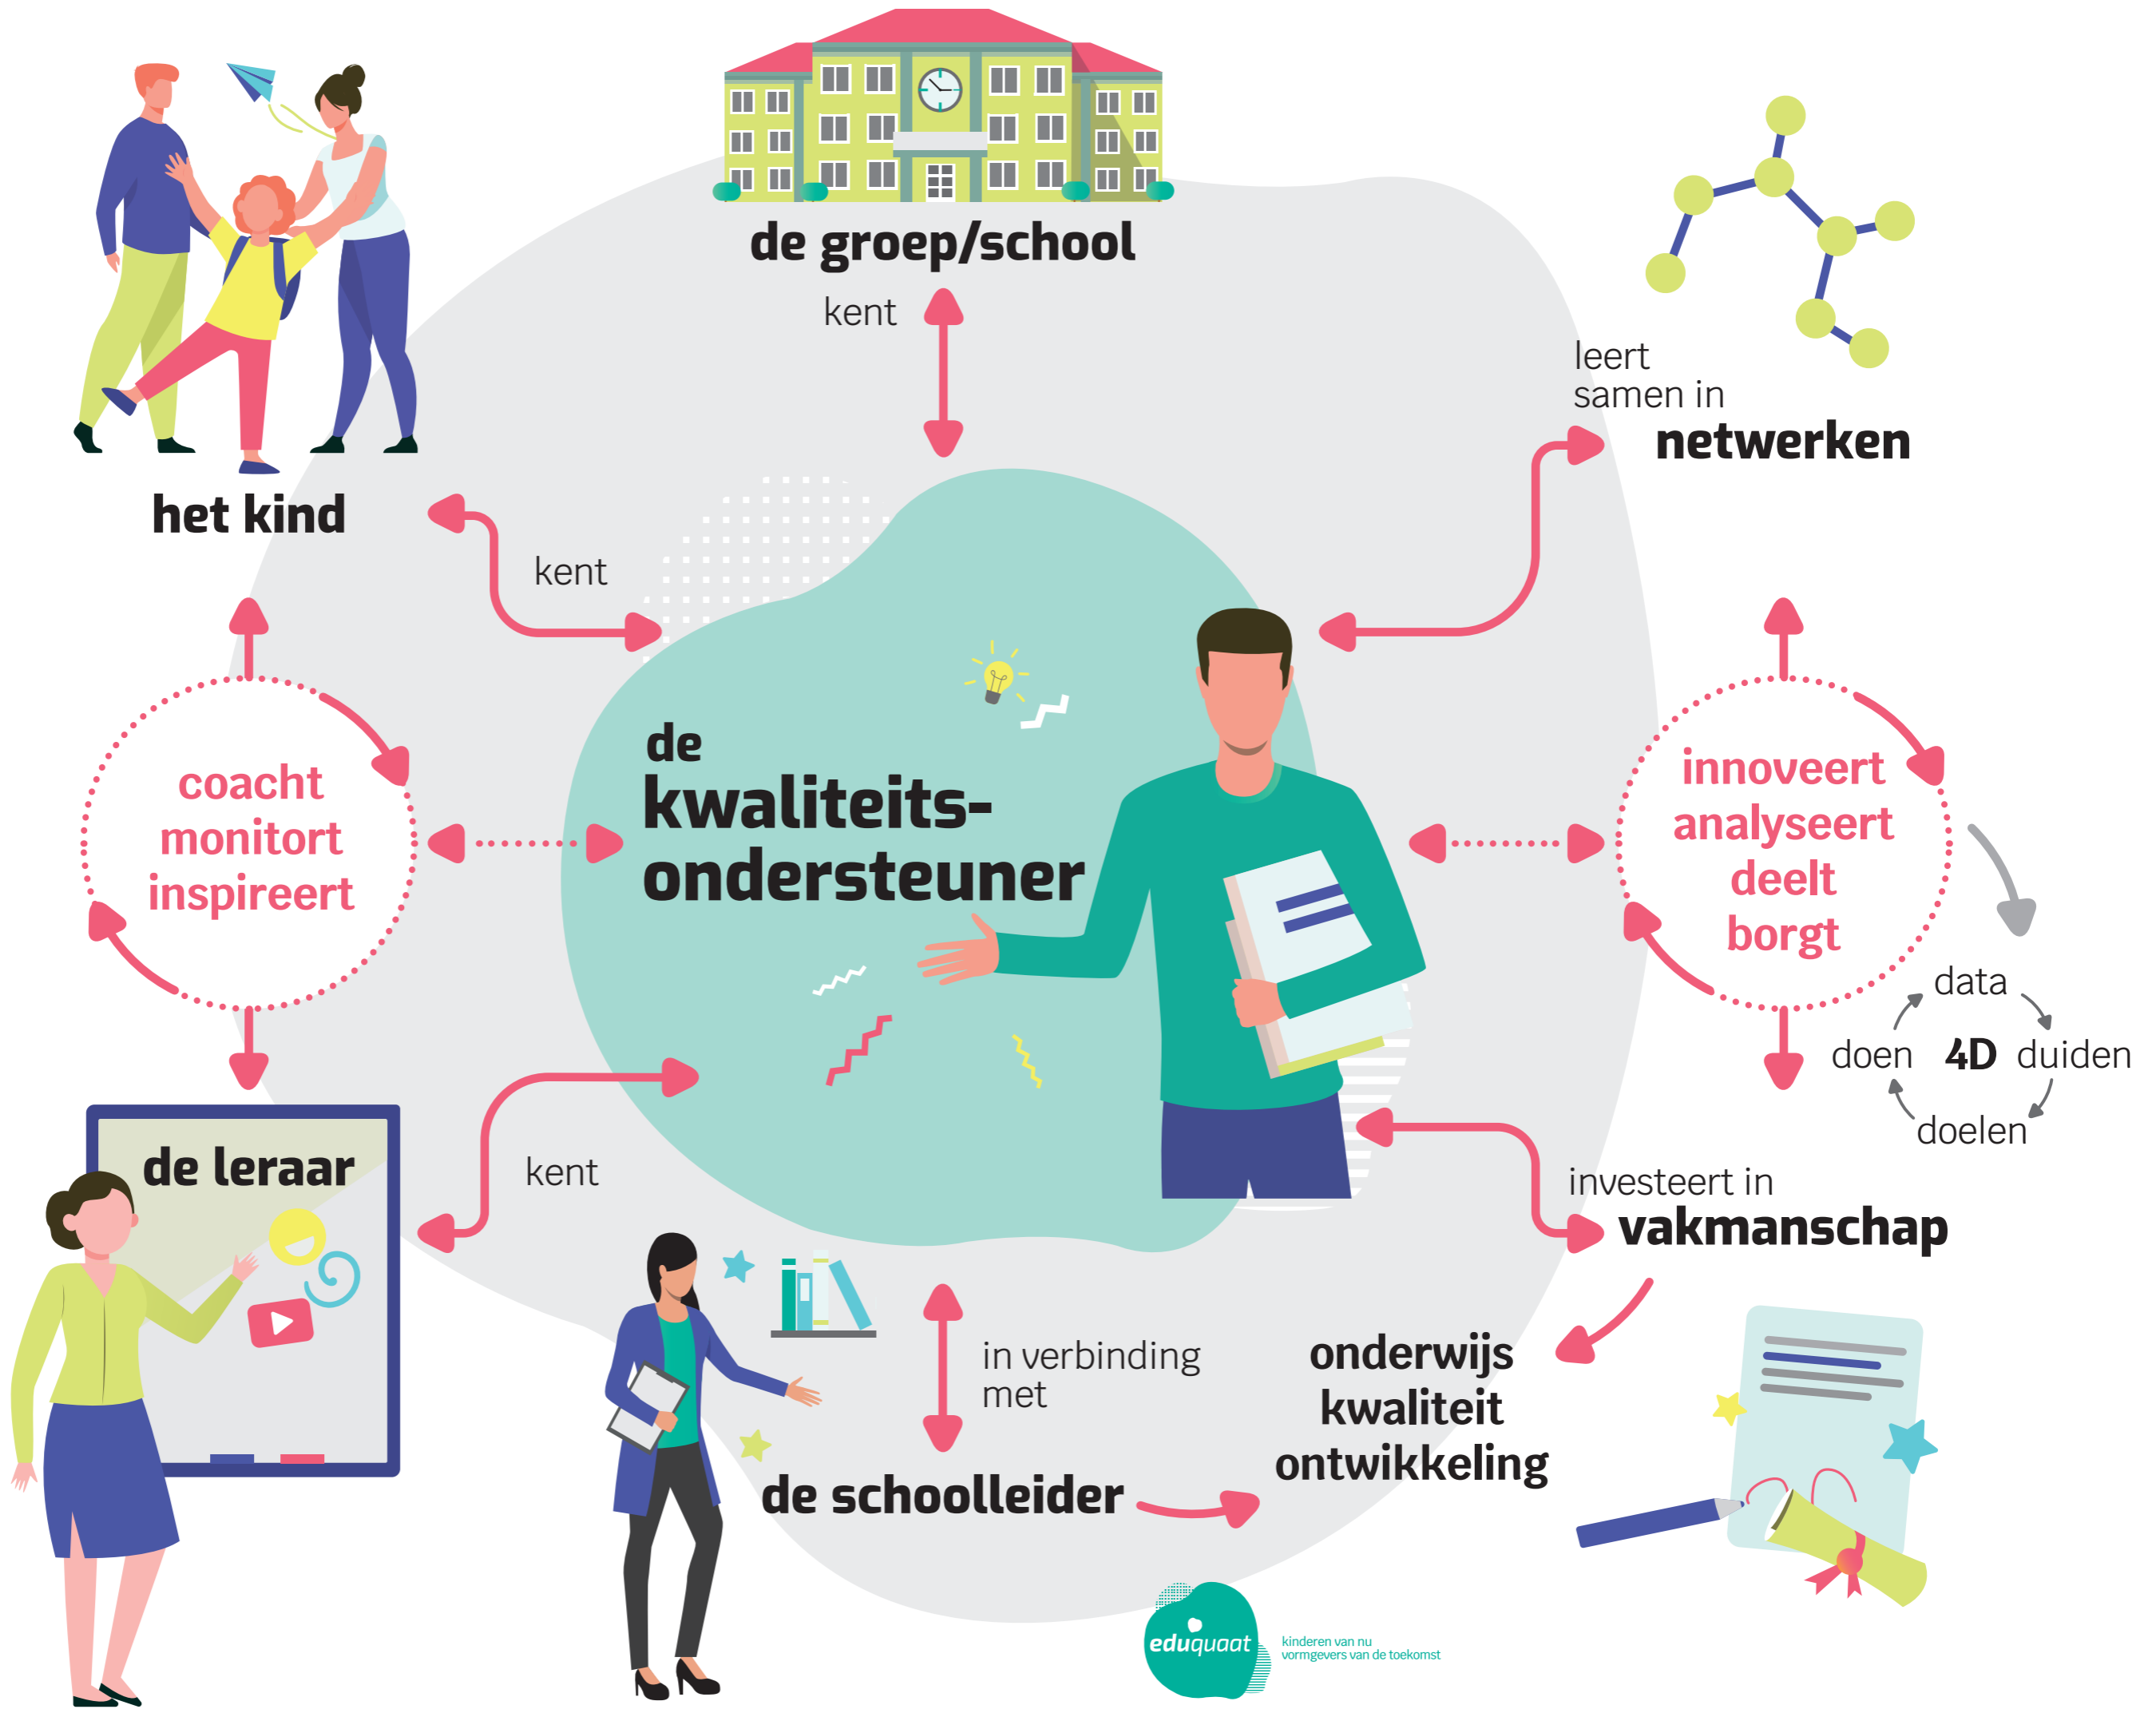 de groep/school
kent
leert
samen in
netwerken
het kind
kent
de
kwaliteits-
ondersteuner
coacht
monitort
inspireert
innoveert
analyseert
deelt
borgt
data
doen 4D duiden
doelen
de leraar
kent
investeert in
vakmanschap
in verbinding
met
onderwijs
kwaliteit
ontwikkeling
de schoolleider
eduquaat
kinderen van nu
vormgevers van de toekomst